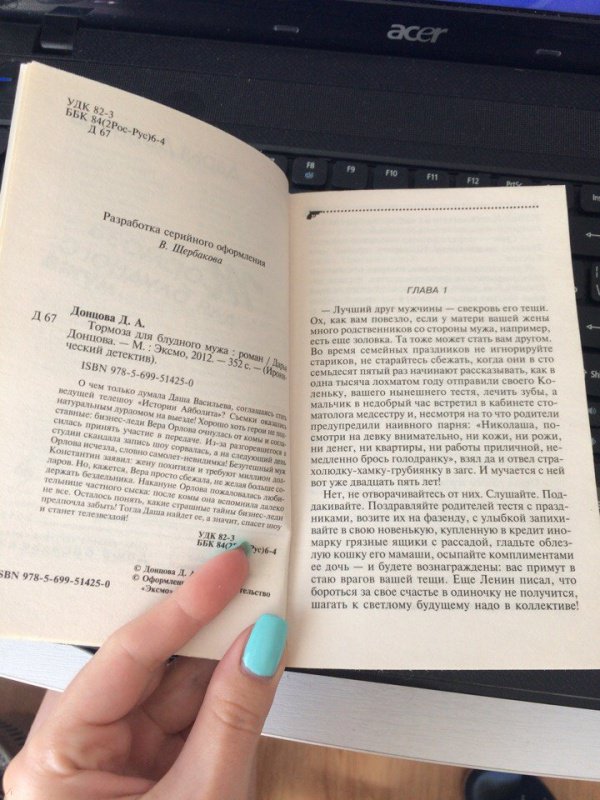 acer
F8
F9
F10
F11
F12
PrtSc
УДК 82-3
ББК 84(2Рос-Рус)6-4
Д 67
Разработка серийного оформления
В. Щербакова
Донцова Д. А.
Д 67
Тормоза для блудного мужа : роман / Дарья
Донцова. — М. : Эксмо, 2012. — 352 с. — (Ирони-
ческий детектив).
ISBN 978-5-699-51425-0
О чем только думала Даша Васильева, соглашаясь стать
ведущей телешоу «Истории Айболита»? Съемки оказались
натуральным дурдомом на выезде! Хорошо хоть герои не под-
ставные: бизнес-леди Вера Орлова очнулась от комы и согла-
силась принять участие в передаче. Из-за разгоревшегося в
студии скандала запись шоу сорвалась, а на следующий день
Орлова исчезла, словно самолет-невидимка! Безутешный муж
Константин заявил: жену похитили и требуют миллион дол-
ларов. Но, кажется, Вера просто сбежала, не желая больше со-
держать бездельника. Накануне Орлова пожаловалась люби-
тельнице частного сыска: после комы она вспомнила далеко
не все. Осталось понять, какие страшные тайны бизнес-леди
предпочла забыть! Тогда Даша найдет ее, а значит, спасет шоу
и станет телезвездой!
УДК 82-3
ББК 84(2 Рус)6-4
© Донцова Д. А.
© Оформление
«Эксмо»,
ISBN 978-5-699-51425-0
ГЛАВА 1
— Лучший друг мужчины — свекровь его тещи.
Ох, как вам повезло, если у матери вашей жены
много родственников со стороны мужа, например,
есть еще золовка. Та тоже может стать вам другом.
Во время семейных праздников не игнорируйте
стариков, не старайтесь сбежать, когда они в сто
семьдесят пятый раз начинают рассказывать, как в
одна тысяча лохматом году отправили своего Ко-
леньку, вашего нынешнего тестя, лечить зубы, а
мальчик в недобрый час встретил в кабинете сто-
матолога медсестру и, несмотря на то что родители
предупредили наивного парня: «Николаша, по-
смотри на девку внимательно, ни кожи, ни рожи,
ни денег, ни квартиры, ни работы приличной, не-
медленно брось голодранку», взял да и отвел стра-
холюдку-хамку-грубиянку в загс. И мучается с ней
вот уже двадцать пять лет!
Нет, не отворачивайтесь от них. Слушайте. Под-
дакивайте. Поздравляйте родителей тестя с празд-
никами, возите их на фазенду, с улыбкой запихи-
вайте в свою новенькую, купленную в кредит ино-
марку грязные ящики с рассадой, гладьте облез-
лую кошку его мамаши, осыпайте комплиментами
ее дочь — и будете вознаграждены: вас примут в
стаю врагов вашей тещи. Еще Ленин писал, что
бороться за свое счастье в одиночку не получится,
шагать к светлому будущему надо в коллективе!